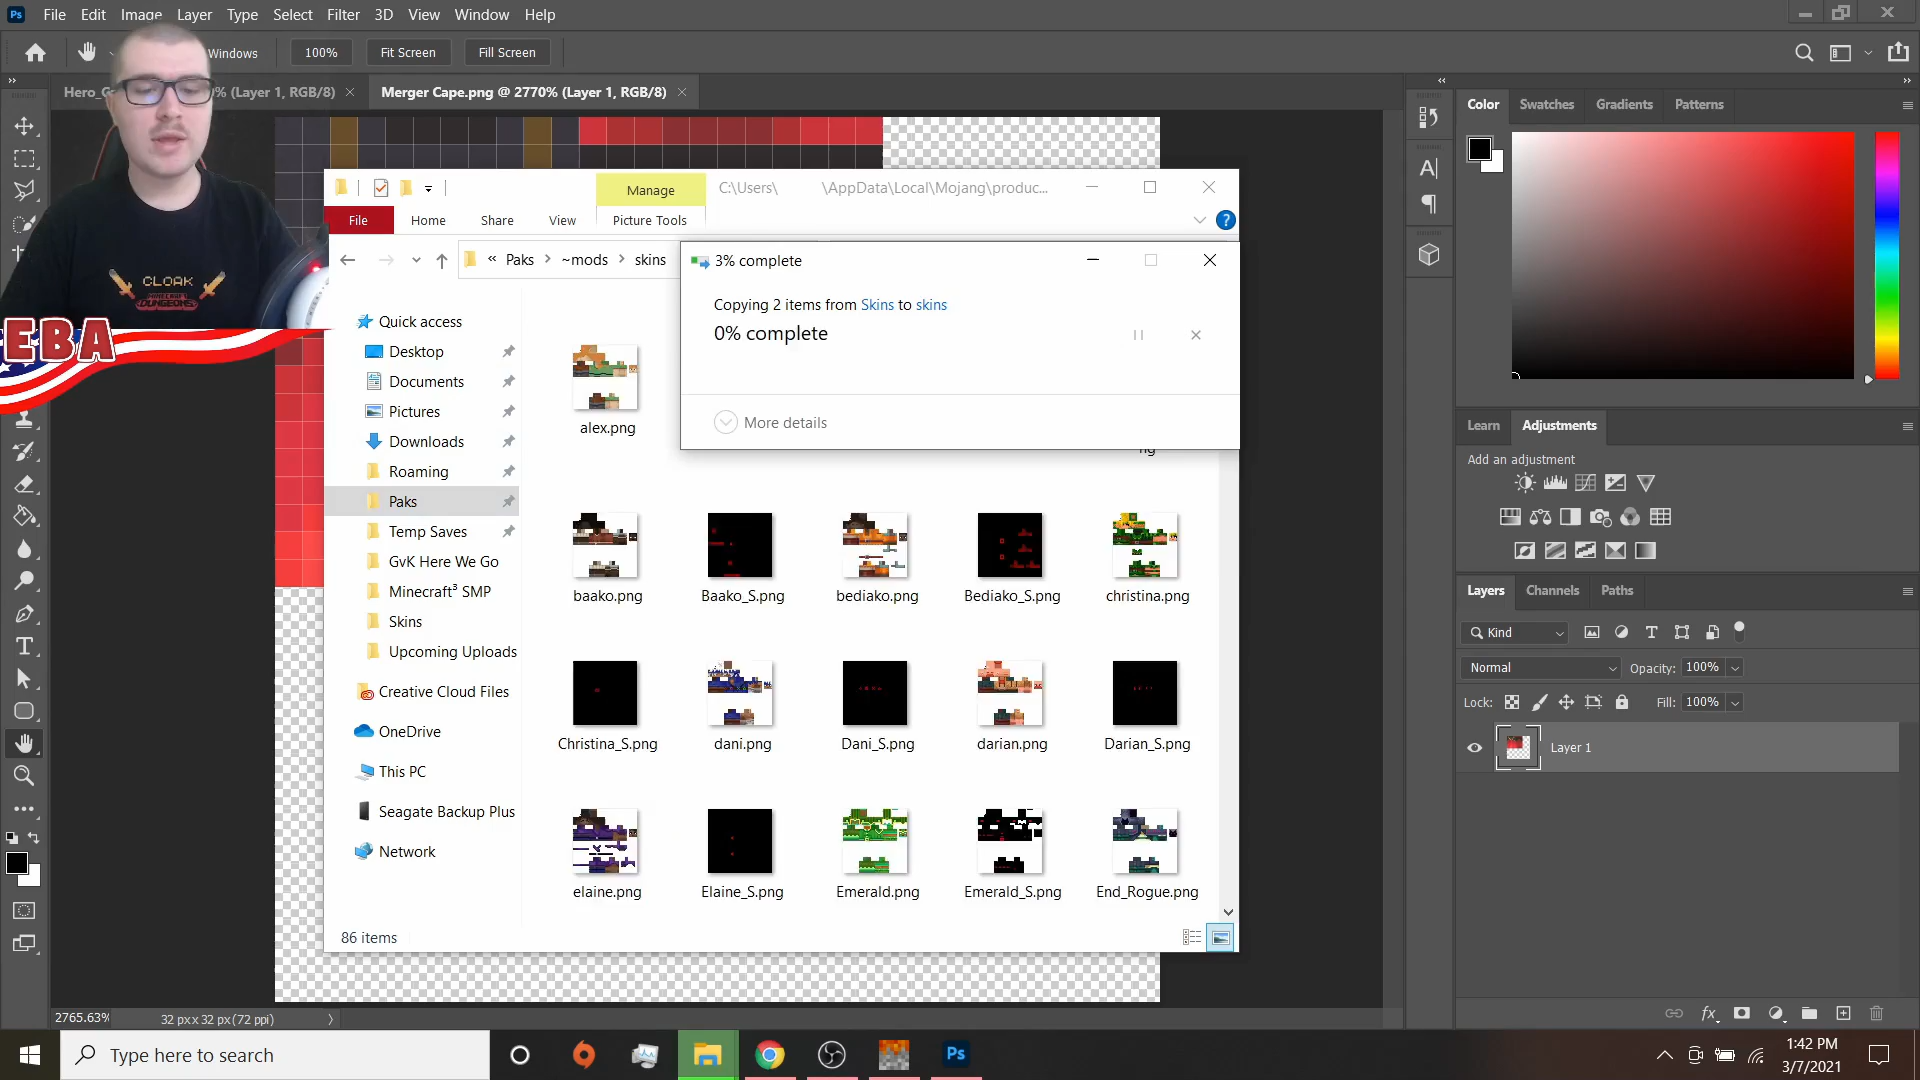 Ps File Edit Image Layer Type Select Filter 3D View Window Help
Windows 100% Fit Screen Fill Screen
Hero_G % (Layer 1, RGB/8) × Merger Cape.png @ 2770% (Layer 1, RGB/8) ×
CLOAK
MINECRAFT
DUNGEONS
EBA
Manage C:\Users\ \AppData\Local\Mojang\produc...
File Home Share View Picture Tools
« Paks > ~mods > skins
3% complete
Copying 2 items from Skins to skins
0% complete
More details
Quick access
Desktop
Documents
Pictures
Downloads
Roaming
Paks
Temp Saves
GvK Here We Go
Minecraft³ SMP
Skins
Upcoming Uploads
Creative Cloud Files
OneDrive
This PC
Seagate Backup Plus
Network
alex.png
ng
baako.png Baako_S.png bediako.png Bediako_S.png christina.png
Christina_S.png dani.png Dani_S.png darian.png Darian_S.png
elaine.png Elaine_S.png Emerald.png Emerald_S.png End_Rogue.png
86 items
2765.63% 32 px x 32 px (72 ppi)
Color Swatches Gradients Patterns
Learn Adjustments
Add an adjustment
Layers Channels Paths
Kind
Normal Opacity: 100%
Lock: Fill: 100%
Layer 1
fx
Type here to search
Ps
1:42 PM
3/7/2021